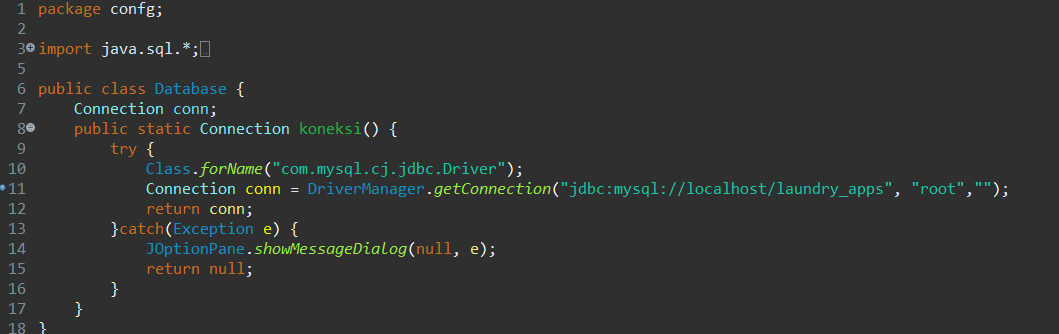 1 package confg;
2
3 import java.sql.*;
5
6 public class Database {
7     Connection conn;
8     public static Connection koneksi() {
9         try {
10             Class.forName("com.mysql.cj.jdbc.Driver");
11             Connection conn = DriverManager.getConnection("jdbc:mysql://localhost/laundry_apps", "root","");
12             return conn;
13         }catch(Exception e) {
14             JOptionPane.showMessageDialog(null, e);
15             return null;
16         }
17     }
18 }